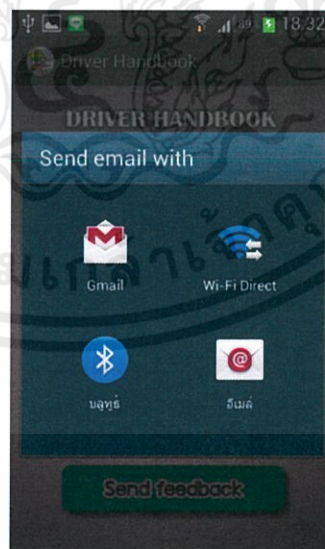 18:32
Driver Handbook
DRIVER HANDBOOK
Send email with
Gmail Wi-Fi Direct
บลูทูธ์ อีเมล์
Send feedback